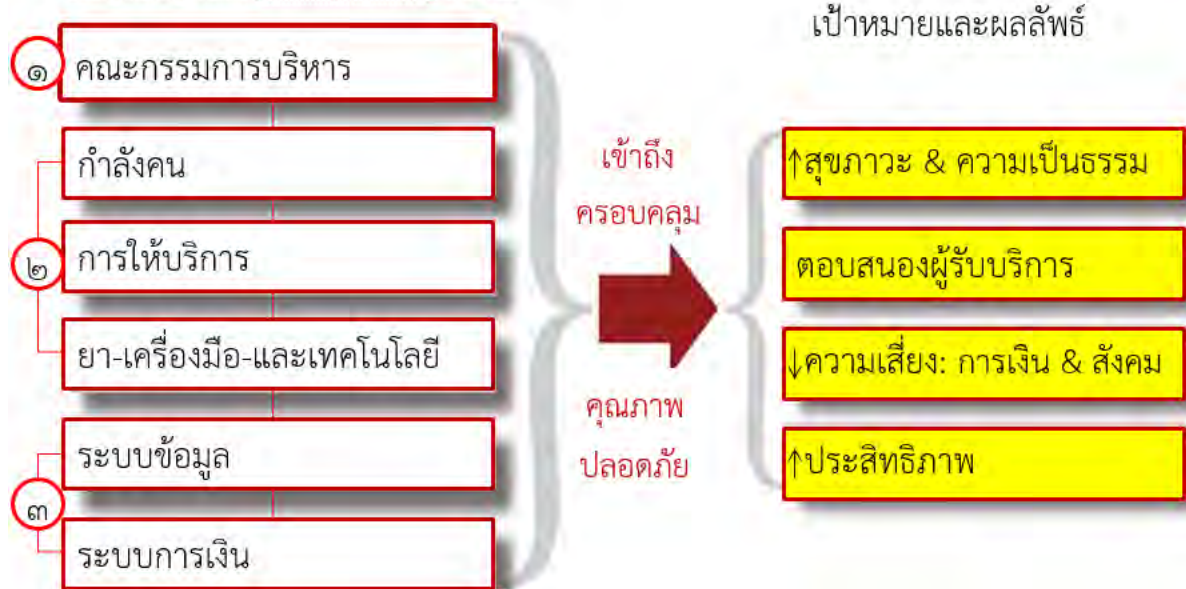 เป้าหมายและผลลัพธ์
๑ คณะกรรมการบริหาร
กำลังคน
๒ การให้บริการ
ยา-เครื่องมือ-และเทคโนโลยี
๓
ระบบข้อมูล
ระบบการเงิน
เข้าถึง
ครอบคลุม
คุณภาพ
ปลอดภัย
↑สุขภาวะ & ความเป็นธรรม
ตอบสนองผู้รับบริการ
↓ความเสี่ยง: การเงิน & สังคม
↑ประสิทธิภาพ